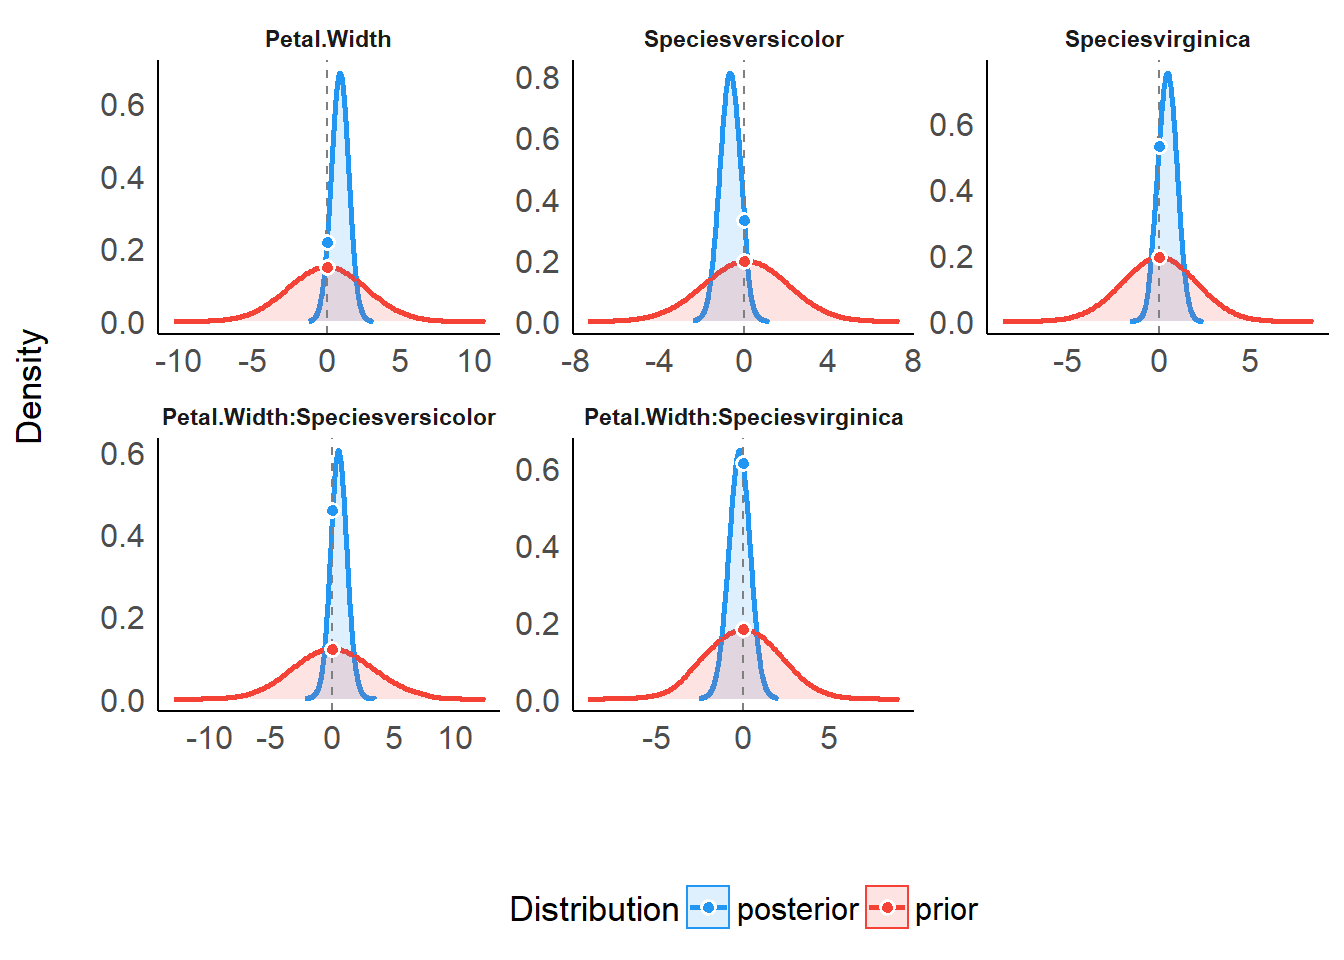 Petal.Width Speciesversicolor Speciesvirginica
0.6 0.4 0.2 0.0
0.8 0.6 0.4 0.2 0.0
0.6 0.4 0.2 0.0
-10 -5 0 5 10
-8 -4 0 4 8
-5 0 5
Density
Petal.Width:Speciesversicolor Petal.Width:Speciesvirginica
0.6 0.4 0.2 0.0
0.6 0.4 0.2 0.0
-10 -5 0 5 10
-5 0 5
Distribution posterior prior